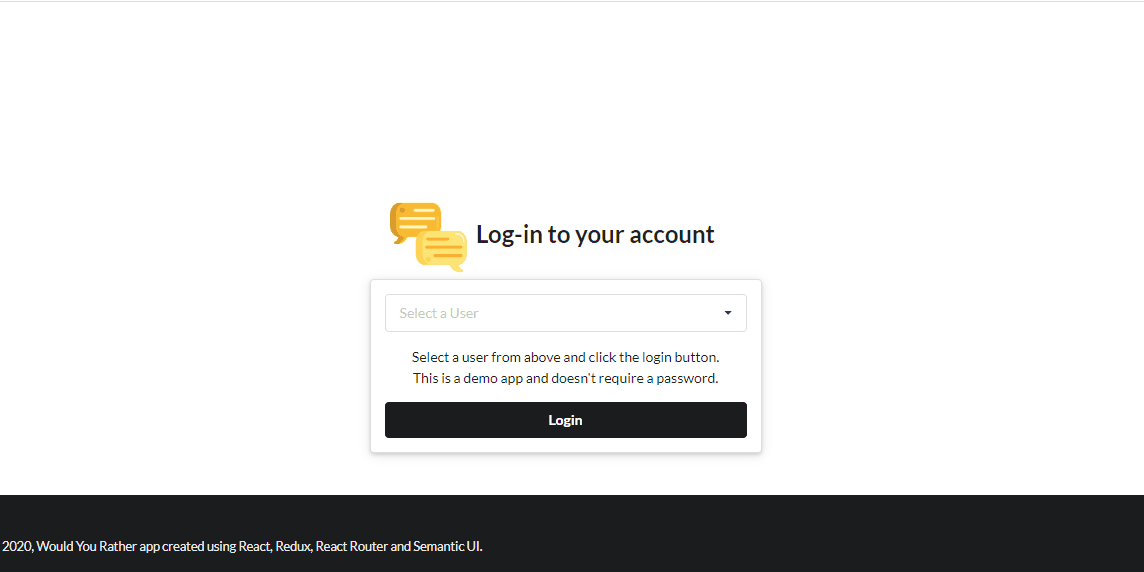 Log-in to your account
Select a User
Select a user from above and click the login button.
This is a demo app and doesn't require a password.
Login
2020, Would You Rather app created using React, Redux, React Router and Semantic UI.